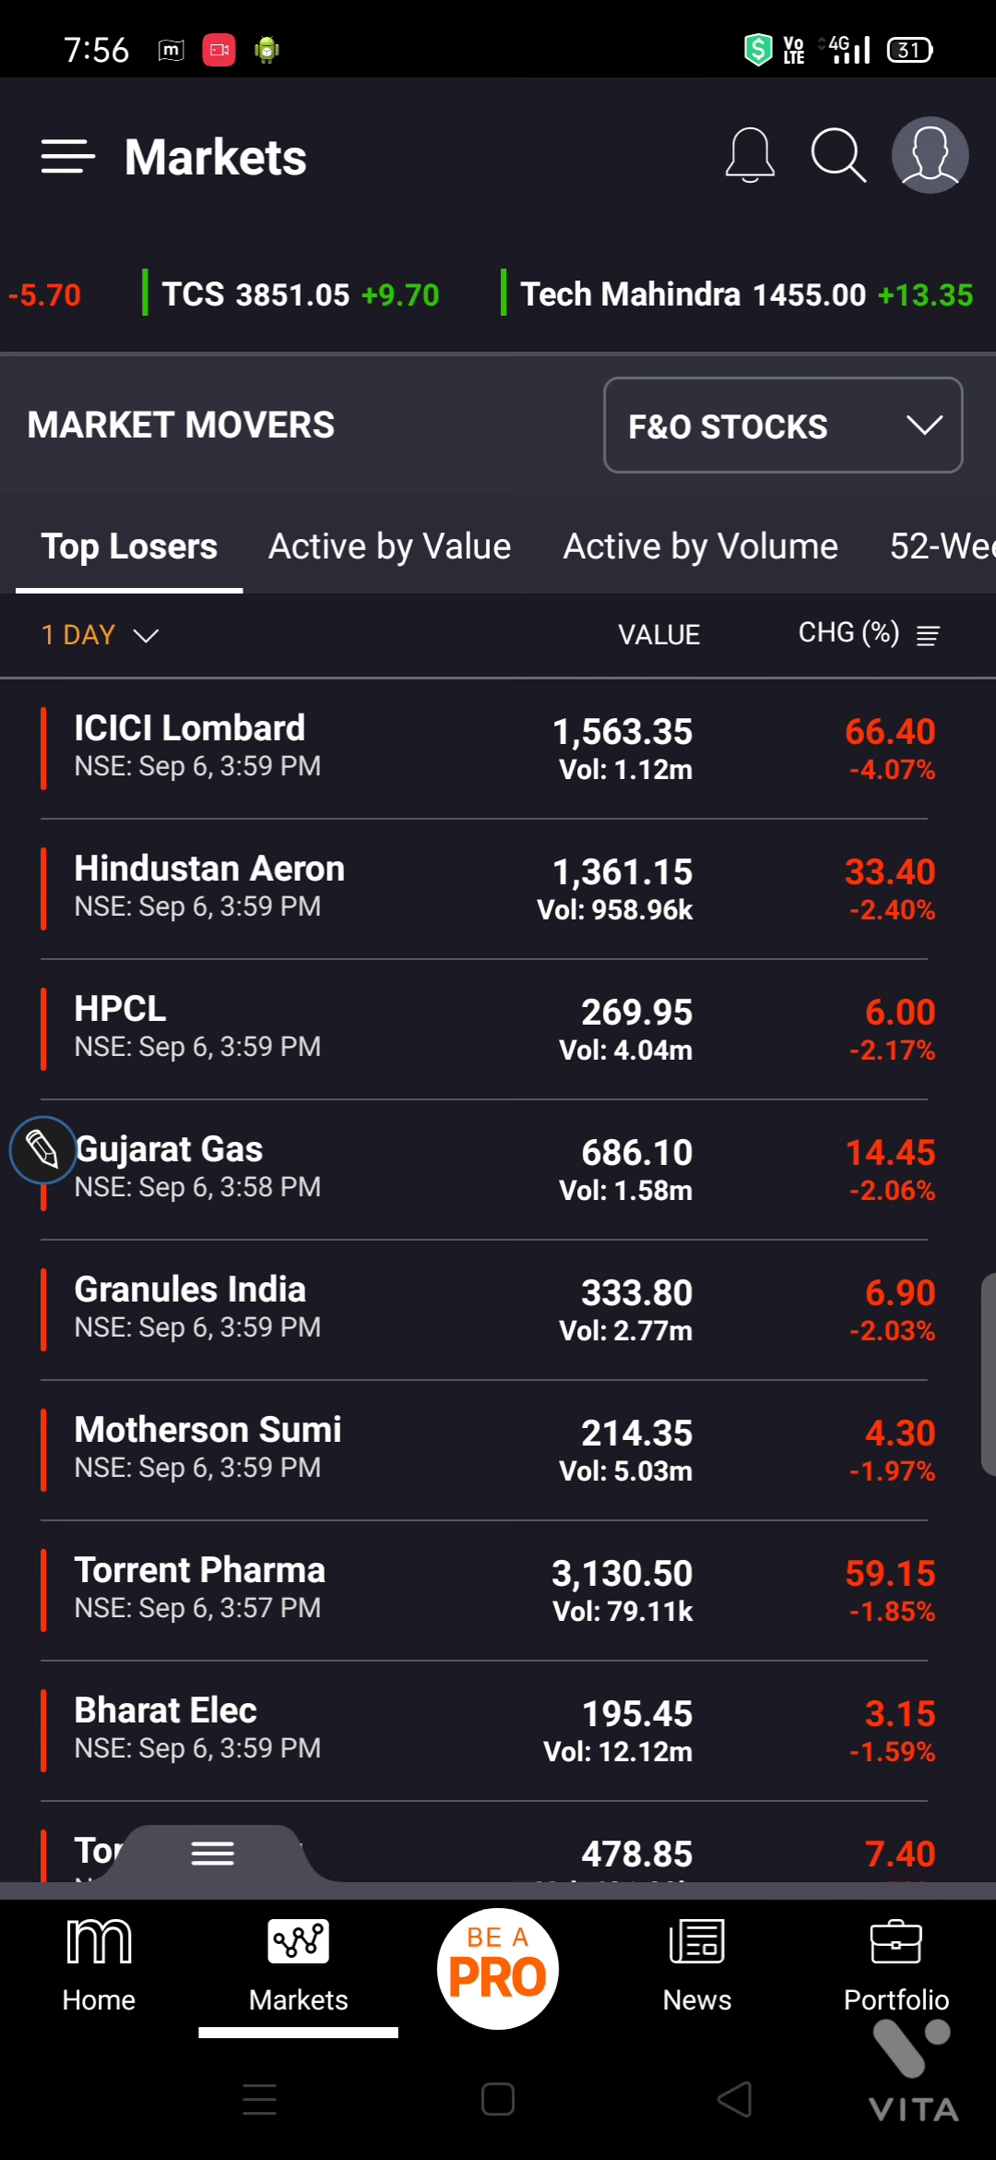 7:56 m $ Vo LTE 4G 31
Markets
-5.70 TCS 3851.05 +9.70 Tech Mahindra 1455.00 +13.35
MARKET MOVERS F&O STOCKS
Top Losers Active by Value Active by Volume 52-Wee
1 DAY VALUE CHG (%)
ICICI Lombard 1,563.35 66.40
NSE: Sep 6, 3:59 PM Vol: 1.12m -4.07%
Hindustan Aeron 1,361.15 33.40
NSE: Sep 6, 3:59 PM Vol: 958.96k -2.40%
HPCL 269.95 6.00
NSE: Sep 6, 3:59 PM Vol: 4.04m -2.17%
Gujarat Gas 686.10 14.45
NSE: Sep 6, 3:58 PM Vol: 1.58m -2.06%
Granules India 333.80 6.90
NSE: Sep 6, 3:59 PM Vol: 2.77m -2.03%
Motherson Sumi 214.35 4.30
NSE: Sep 6, 3:59 PM Vol: 5.03m -1.97%
Torrent Pharma 3,130.50 59.15
NSE: Sep 6, 3:57 PM Vol: 79.11k -1.85%
Bharat Elec 195.45 3.15
NSE: Sep 6, 3:59 PM Vol: 12.12m -1.59%
Tor 478.85 7.40
m BE A
PRO
Home Markets News Portfolio
VITA